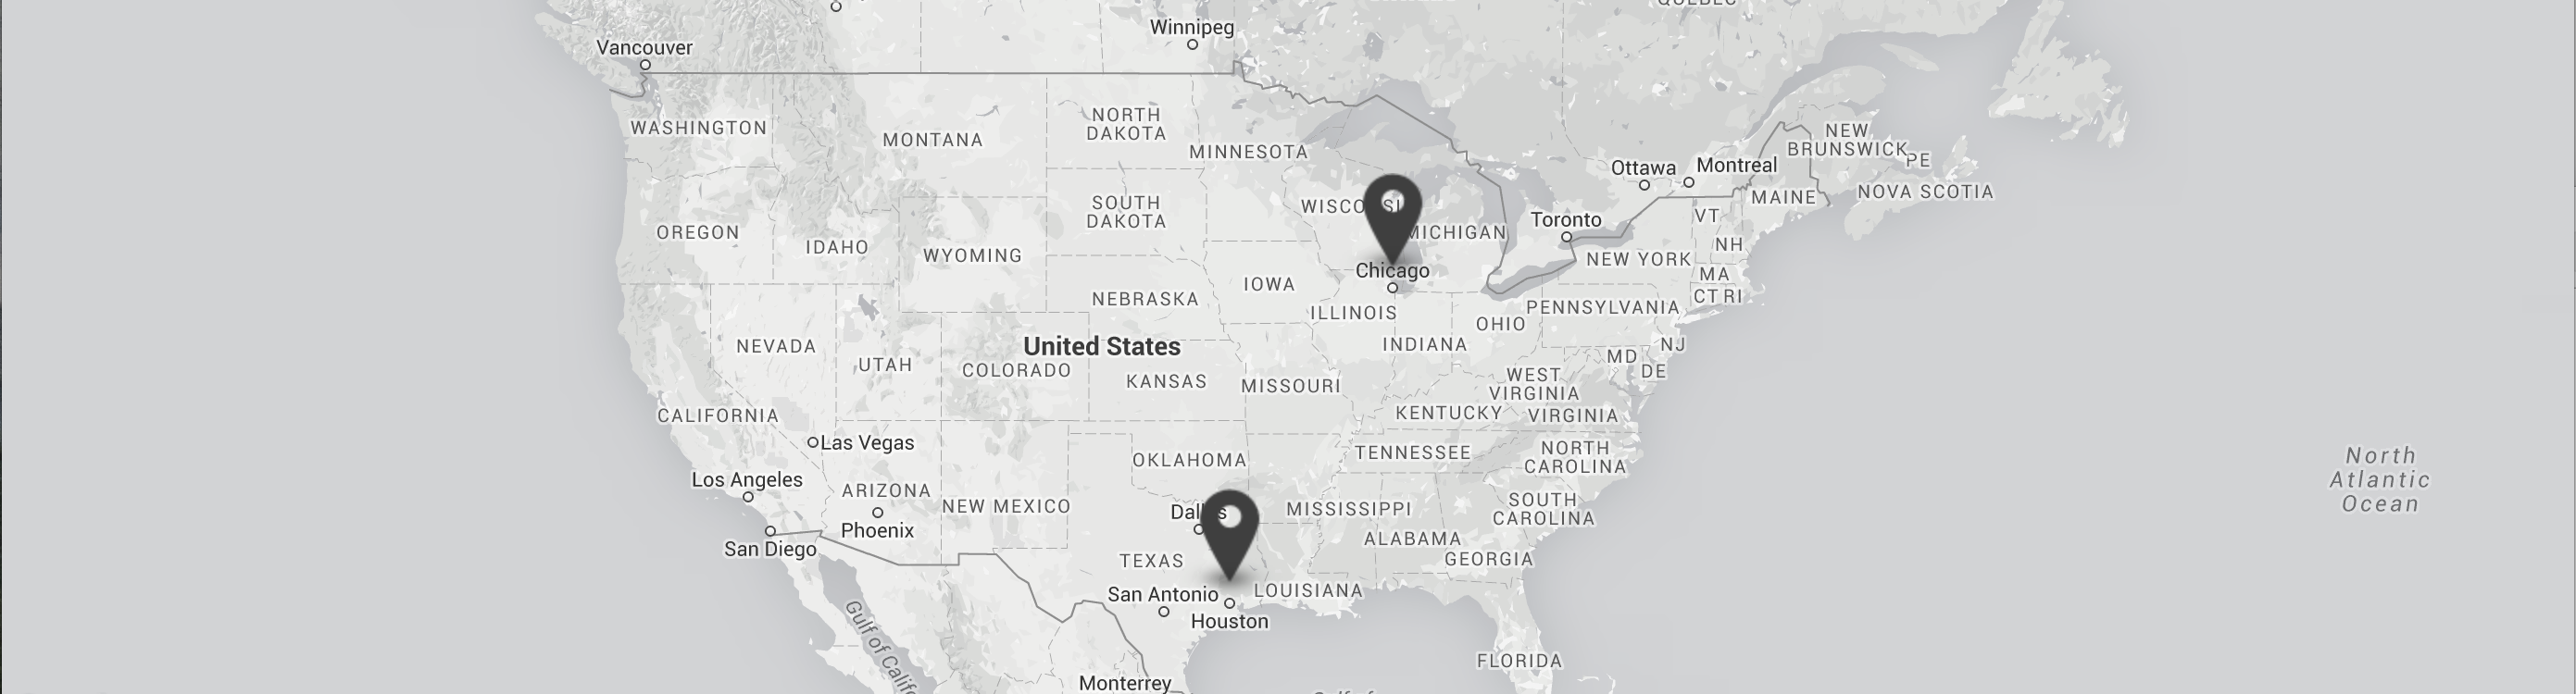 QUÉBEC
Winnipeg
Vancouver
WASHINGTON
MONTANA
NORTH
DAKOTA
MINNESOTA
NEW
BRUNSWICK
PE
Ottawa
Montreal
MAINE
NOVA SCOTIA
SOUTH
DAKOTA
MICHIGAN
Toronto
VT
OREGON
IDAHO
WYOMING
NH
NEW YORK
MA
CT RI
Chicago
IOWA
NEBRASKA
ILLINOIS
PENNSYLVANIA
OHIO
NEVADA
United States
INDIANA
NJ
MD
DE
UTAH
COLORADO
KANSAS
MISSOURI
WEST
VIRGINIA
CALIFORNIA
KENTUCKY
VIRGINIA
Las Vegas
OKLAHOMA
TENNESSEE
NORTH
CAROLINA
North
Atlantic
Ocean
Los Angeles
ARIZONA
NEW MEXICO
MISSISSIPPI
SOUTH
CAROLINA
Phoenix
San Diego
TEXAS
ALABAMA
GEORGIA
San Antonio
LOUISIANA
Houston
Gulf of Califo
FLORIDA
Monterrey